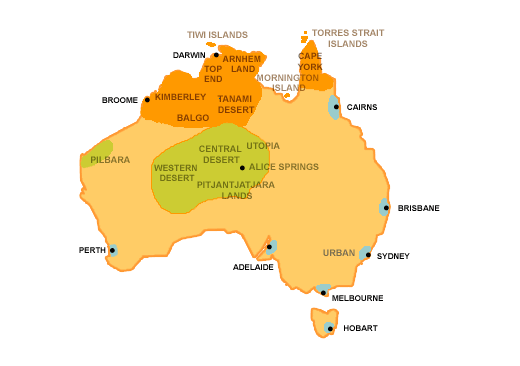 TIWI ISLANDS
TORRES STRAIT
ISLANDS
DARWIN
ARNHEM
LAND
CAPE
YORK
TOP
END
MORNINGTON
ISLAND
BROOME
KIMBERLEY
TANAMI
DESERT
CAIRNS
BALGO
UTOPIA
CENTRAL
DESERT
PILBARA
WESTERN
DESERT
ALICE SPRINGS
PITJANTJATJARA
LANDS
BRISBANE
PERTH
URBAN
SYDNEY
ADELAIDE
MELBOURNE
HOBART